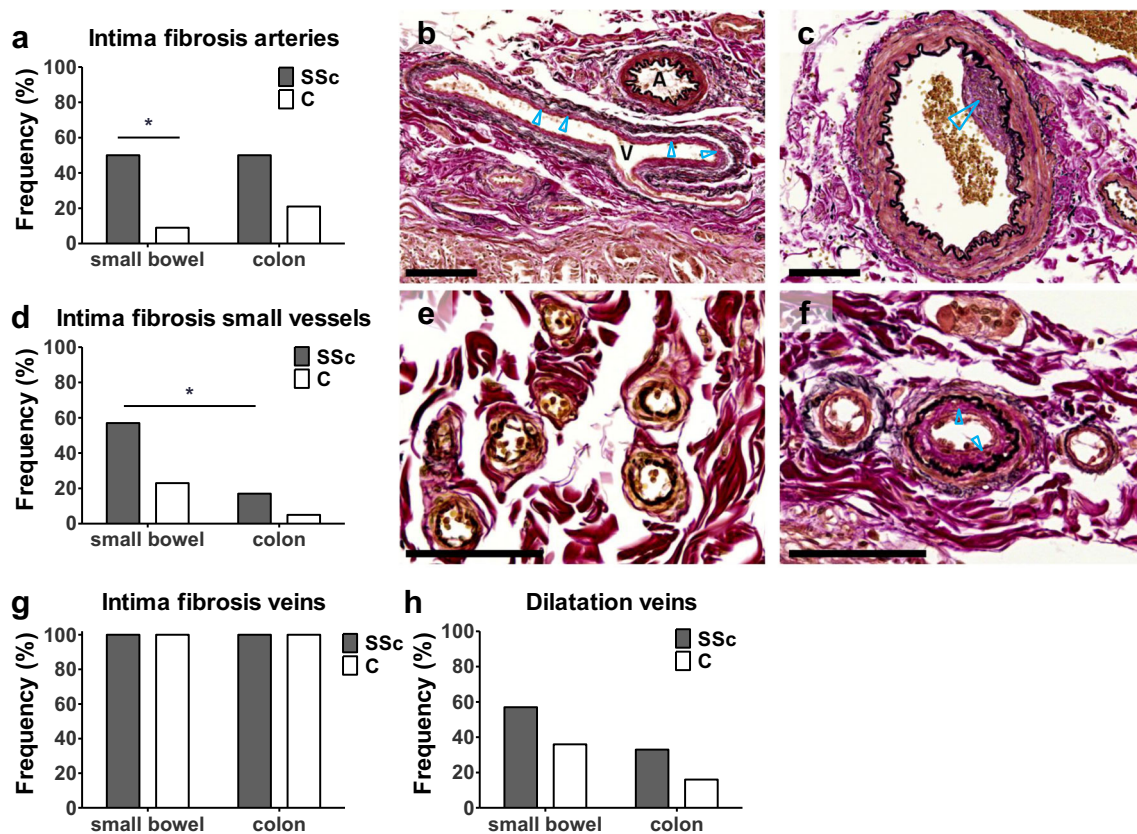 a Intima fibrosis arteries
Frequency (%)
100
80
60
40
20
0
SSc
C
*
small bowel colon
b
A
V
c
d Intima fibrosis small vessels
Frequency (%)
100
80
60
40
20
0
SSc
C
*
small bowel colon
e
f
g Intima fibrosis veins
Frequency (%)
100
80
60
40
20
0
SSc
C
small bowel colon
h Dilatation veins
Frequency (%)
100
80
60
40
20
0
SSc
C
small bowel colon